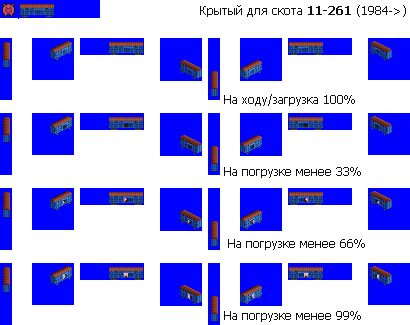 Крытый для скота 11-261 (1984->)
На ходу/загрузка 100%
На погрузке менее 33%
На погрузке менее 66%
На погрузке менее 99%